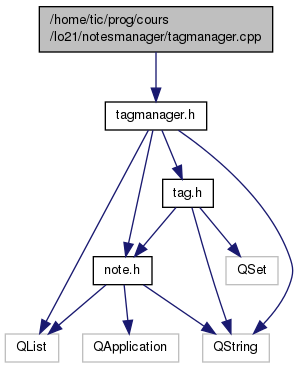 /home/tic/prog/cours
/lo21/notesmanager/tagmanager.cpp
tagmanager.h
tag.h
note.h
QSet
QList
QApplication
QString